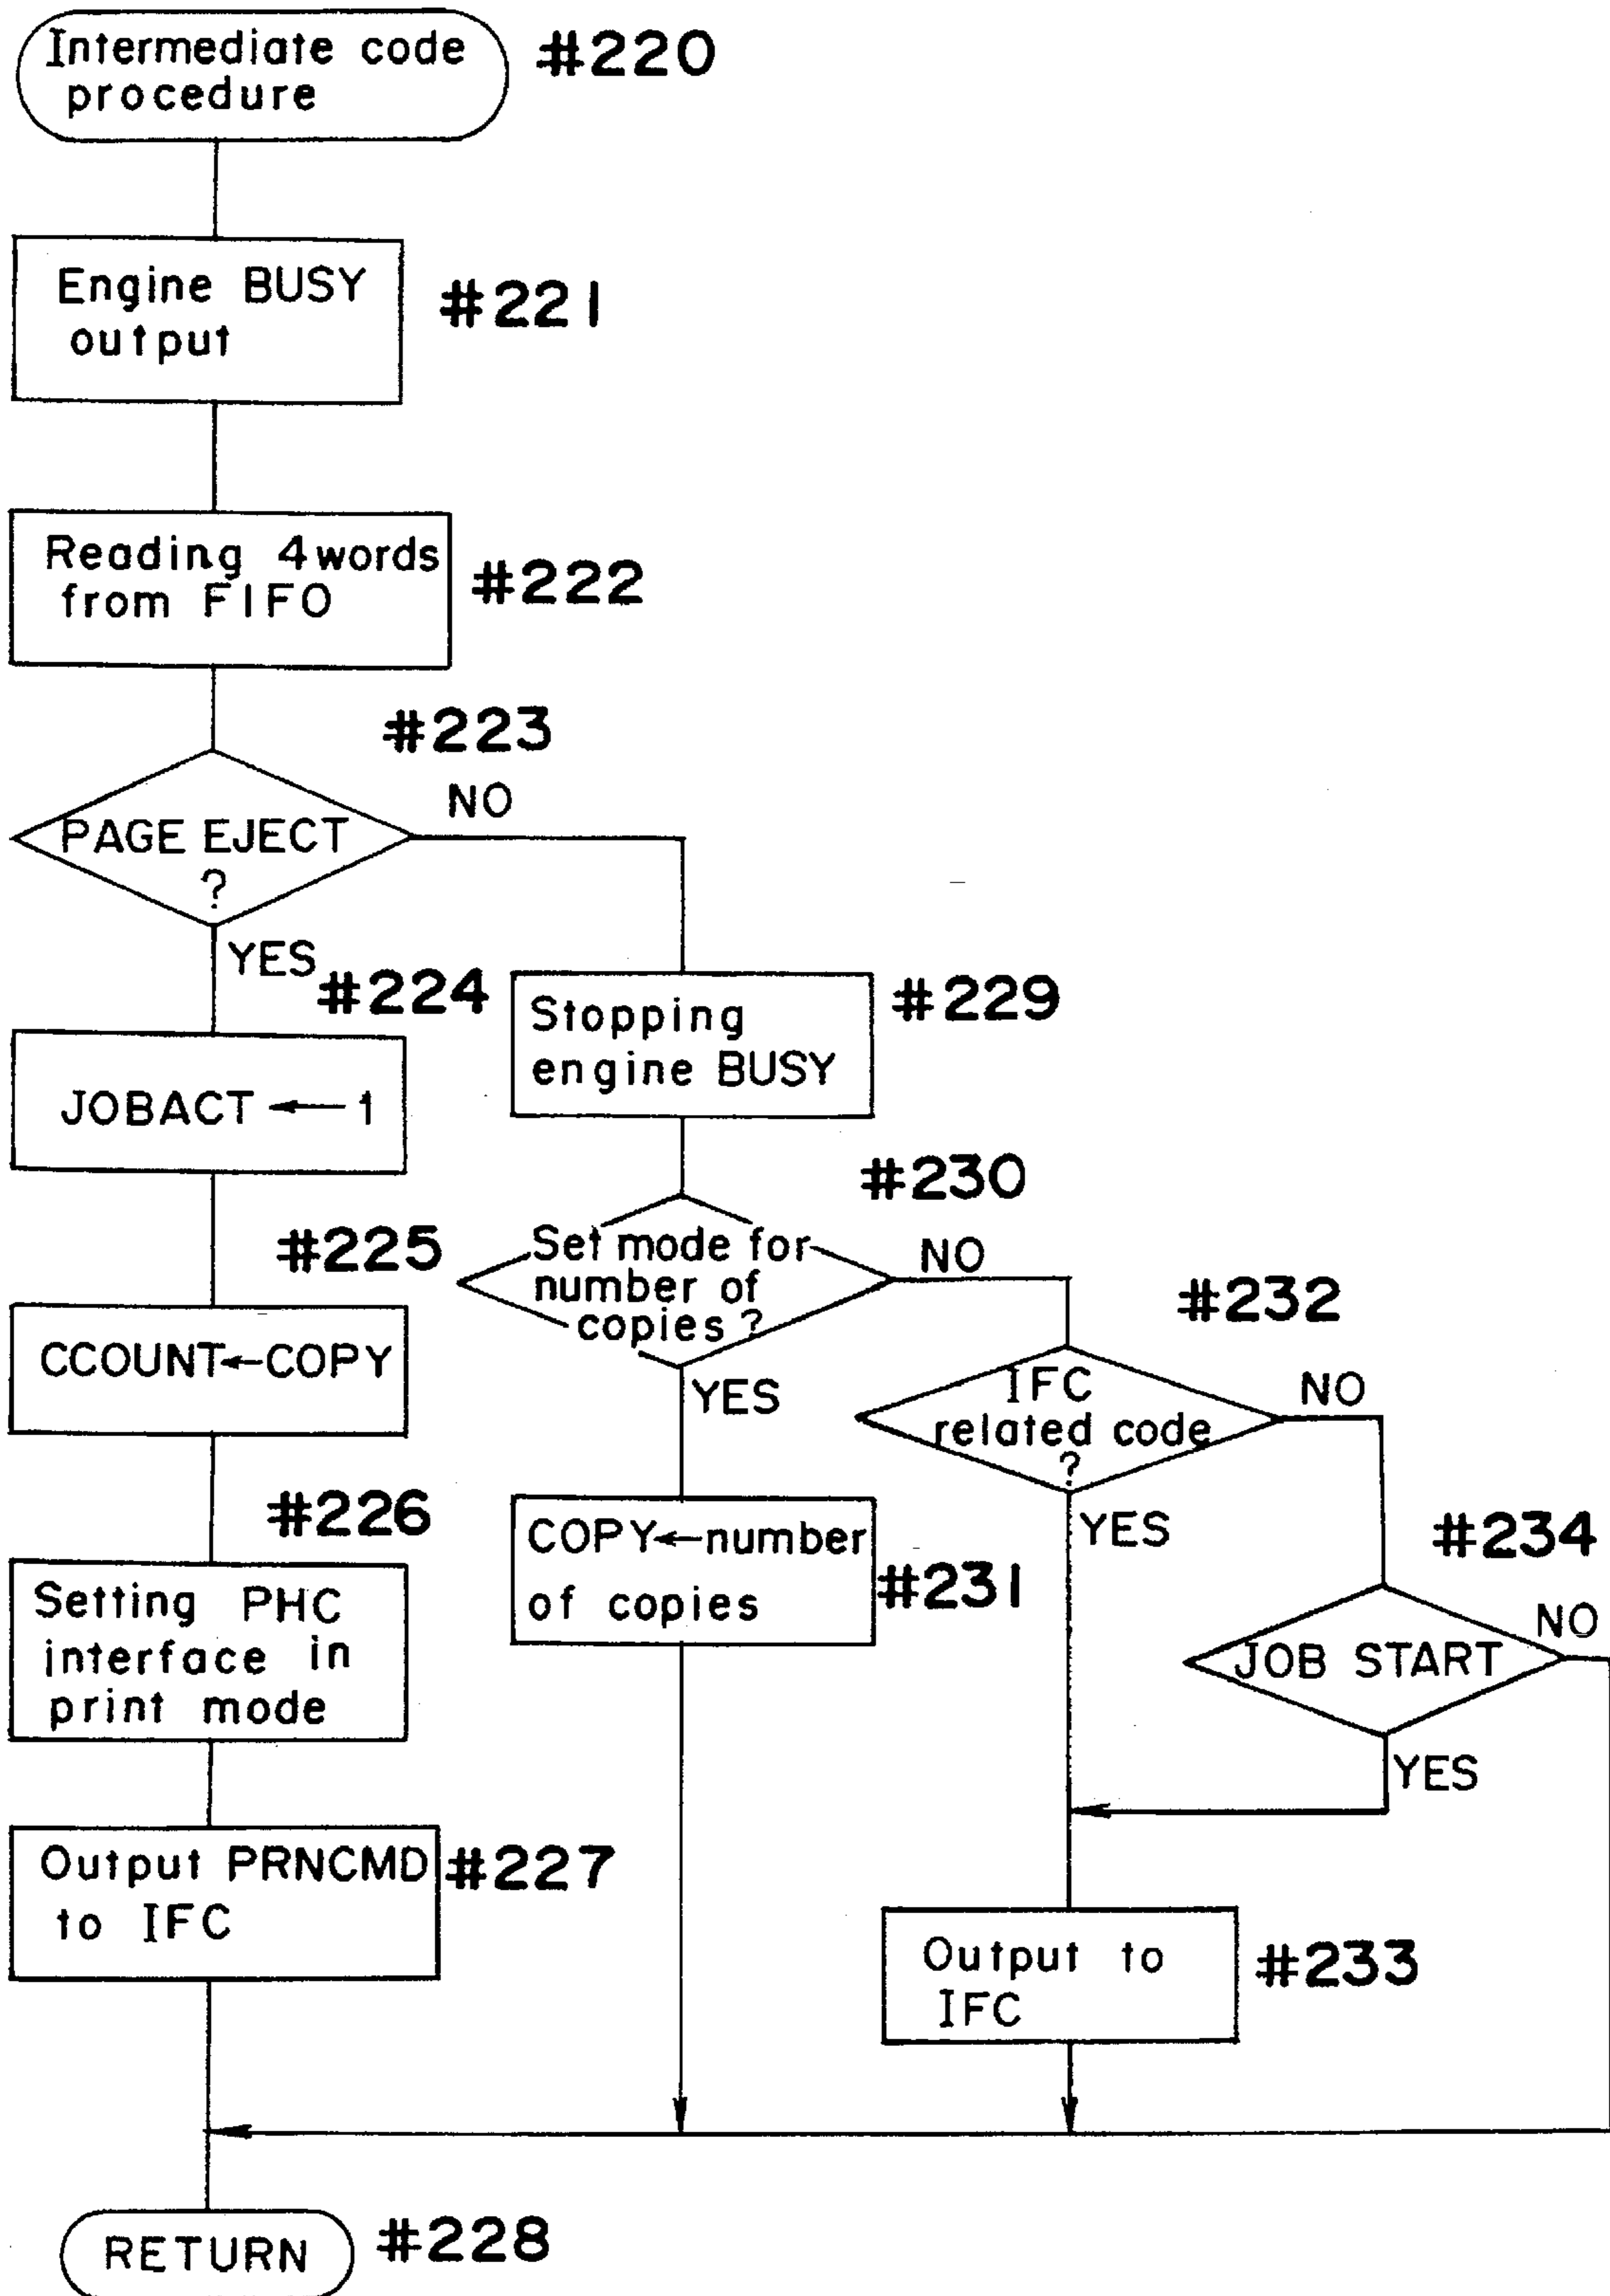 Intermediate code
procedure
#220
Engine BUSY
output
#221
Reading 4 words
from FIFO
#222
#223
PAGE EJECT
?
NO
YES
#224
JOBACT ← 1
#225
CCOUNT←COPY
#226
Setting PHC
interface in
print mode
Output PRNCMD
to IFC
#227
Stopping
engine BUSY
#229
#230
Set mode for
number of
copies ?
NO
YES
COPY←number
of copies
#231
#232
IFC
related code
?
NO
YES
#234
JOB START
NO
YES
Output to
IFC
#233
RETURN
#228